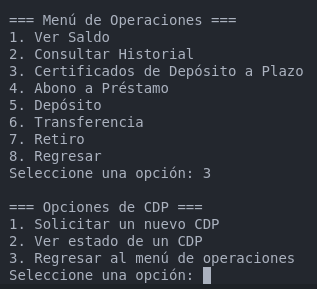 === Menú de Operaciones ===
1. Ver Saldo
2. Consultar Historial
3. Certificados de Depósito a Plazo
4. Abono a Préstamo
5. Depósito
6. Transferencia
7. Retiro
8. Regresar
Seleccione una opción: 3

=== Opciones de CDP ===
1. Solicitar un nuevo CDP
2. Ver estado de un CDP
3. Regresar al menú de operaciones
Seleccione una opción: